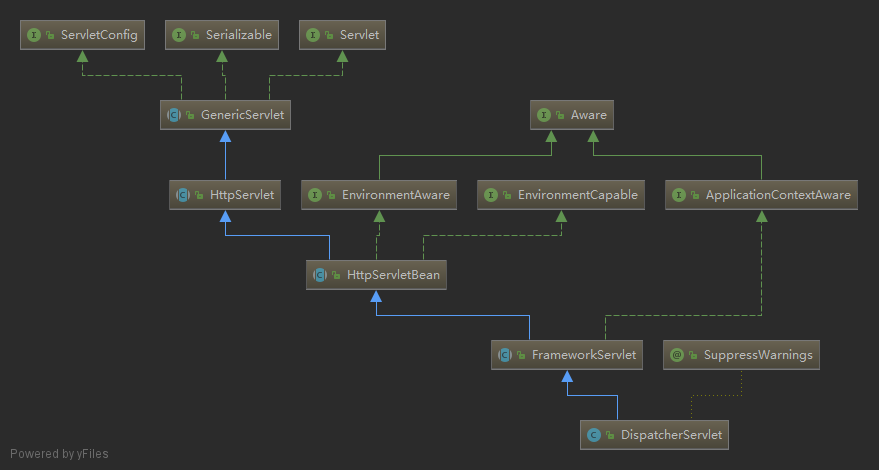 ServletConfig
Serializable
Servlet
GenericServlet
Aware
HttpServlet
EnvironmentAware
EnvironmentCapable
ApplicationContextAware
HttpServletBean
FrameworkServlet
SuppressWarnings
DispatcherServlet
Powered by yFiles